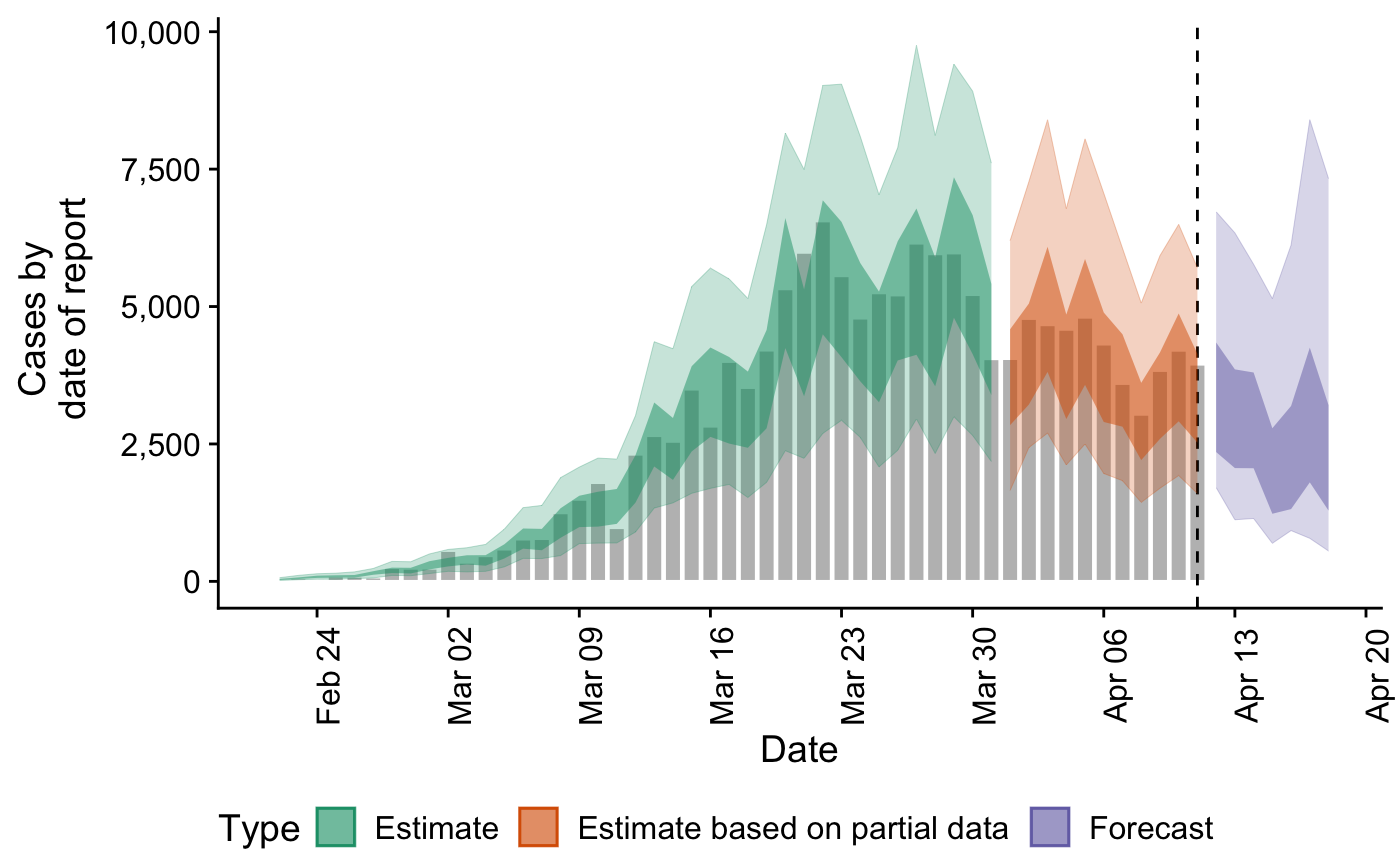 Cases by
date of report
10,000
7,500
5,000
2,500
0
Feb 24
Mar 02
Mar 09
Mar 16
Mar 23
Mar 30
Apr 06
Apr 13
Apr 20
Date
Type Estimate Estimate based on partial data Forecast